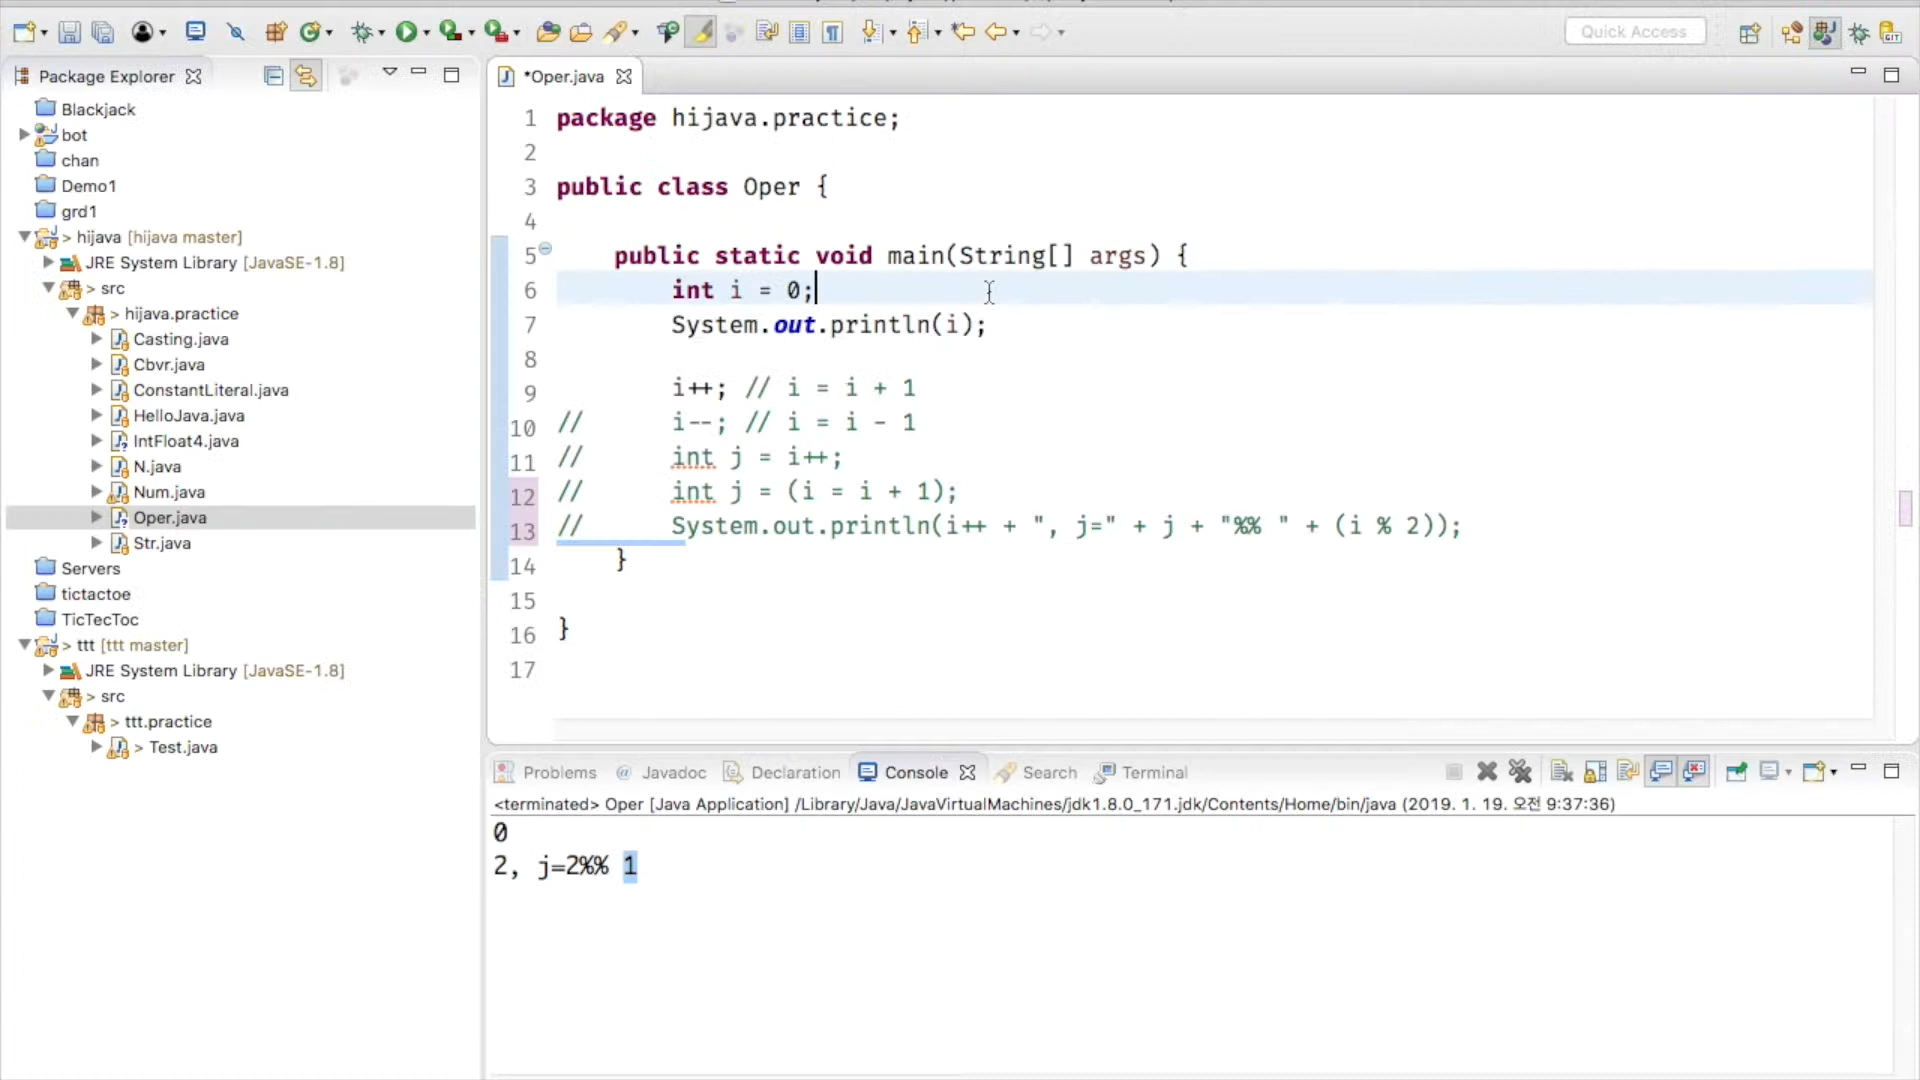 Quick Access
Package Explorer
Blackjack
bot
chan
Demo1
grd1
> hijava [hijava master]
JRE System Library [JavaSE-1.8]
> src
> hijava.practice
Casting.java
Cbvr.java
ConstantLiteral.java
HelloJava.java
IntFloat4.java
N.java
Num.java
Oper.java
Str.java
Servers
tictactoe
TicTecToc
> ttt [ttt master]
JRE System Library [JavaSE-1.8]
> src
> ttt.practice
> Test.java
*Oper.java
1 package hijava.practice;
2
3 public class Oper {
4
5 public static void main(String[] args) {
6 int i = 0;
7 System.out.println(i);
8
9 i++; // i = i + 1
10 // i--; // i = i - 1
11 // int j = i++;
12 // int j = (i = i + 1);
13 // System.out.println(i++ + ", j=" + j + "%% " + (i % 2));
14 }
15
16 }
17
Problems @ Javadoc Declaration Console Search Terminal
<terminated> Oper [Java Application] /Library/Java/JavaVirtualMachines/jdk1.8.0_171.jdk/Contents/Home/bin/java (2019. 1. 19. 오전 9:37:36)
0
2, j=2%% 1